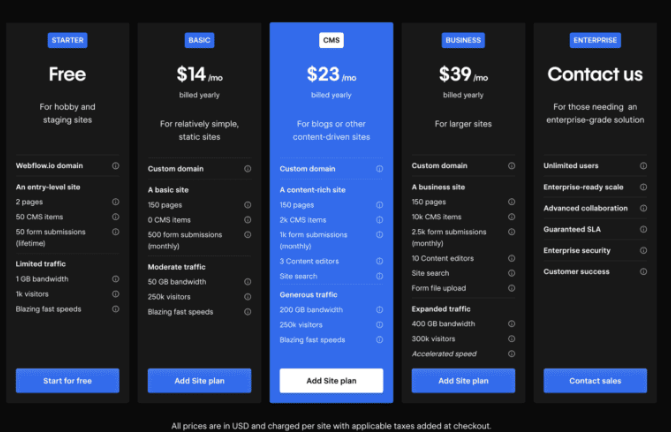 STARTER
Free
For hobby and
staging sites
Webflow.io domain
An entry-level site
2 pages
50 CMS items
50 form submissions
(lifetime)
Limited traffic
1 GB bandwidth
1k visitors
Blazing fast speeds
Start for free
BASIC
$14 /mo
billed yearly
For relatively simple,
static sites
Custom domain
A basic site
150 pages
0 CMS items
500 form submissions
(monthly)
Moderate traffic
50 GB bandwidth
250k visitors
Blazing fast speeds
Add Site plan
CMS
$23 /mo
billed yearly
For blogs or other
content-driven sites
Custom domain
A content-rich site
150 pages
2k CMS items
1k form submissions
(monthly)
3 Content editors
Site search
Generous traffic
200 GB bandwidth
250k visitors
Blazing fast speeds
Add Site plan
BUSINESS
$39 /mo
billed yearly
For larger sites
Custom domain
A business site
150 pages
10k CMS items
2.5k form submissions
(monthly)
10 Content editors
Site search
Form file upload
Expanded traffic
400 GB bandwidth
300k visitors
Accelerated speed
Add Site plan
ENTERPRISE
Contact us
For those needing an
enterprise-grade solution
Unlimited users
Enterprise-ready scale
Advanced collaboration
Guaranteed SLA
Enterprise security
Customer success
Contact sales
All prices are in USD and charged per site with applicable taxes added at checkout.